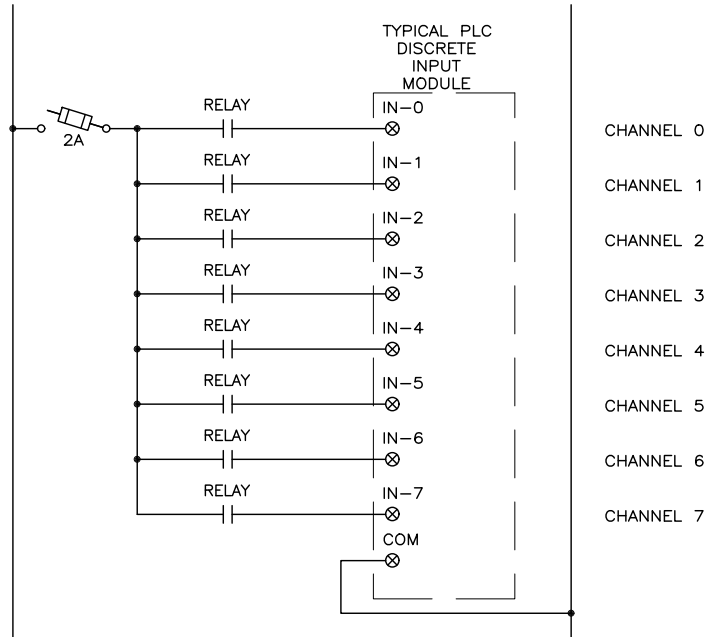 TYPICAL PLC
DISCRETE
INPUT
MODULE
RELAY
IN-0
2A
CHANNEL 0
RELAY
IN-1
CHANNEL 1
RELAY
IN-2
CHANNEL 2
RELAY
IN-3
CHANNEL 3
RELAY
IN-4
CHANNEL 4
RELAY
IN-5
CHANNEL 5
RELAY
IN-6
CHANNEL 6
RELAY
IN-7
CHANNEL 7
COM